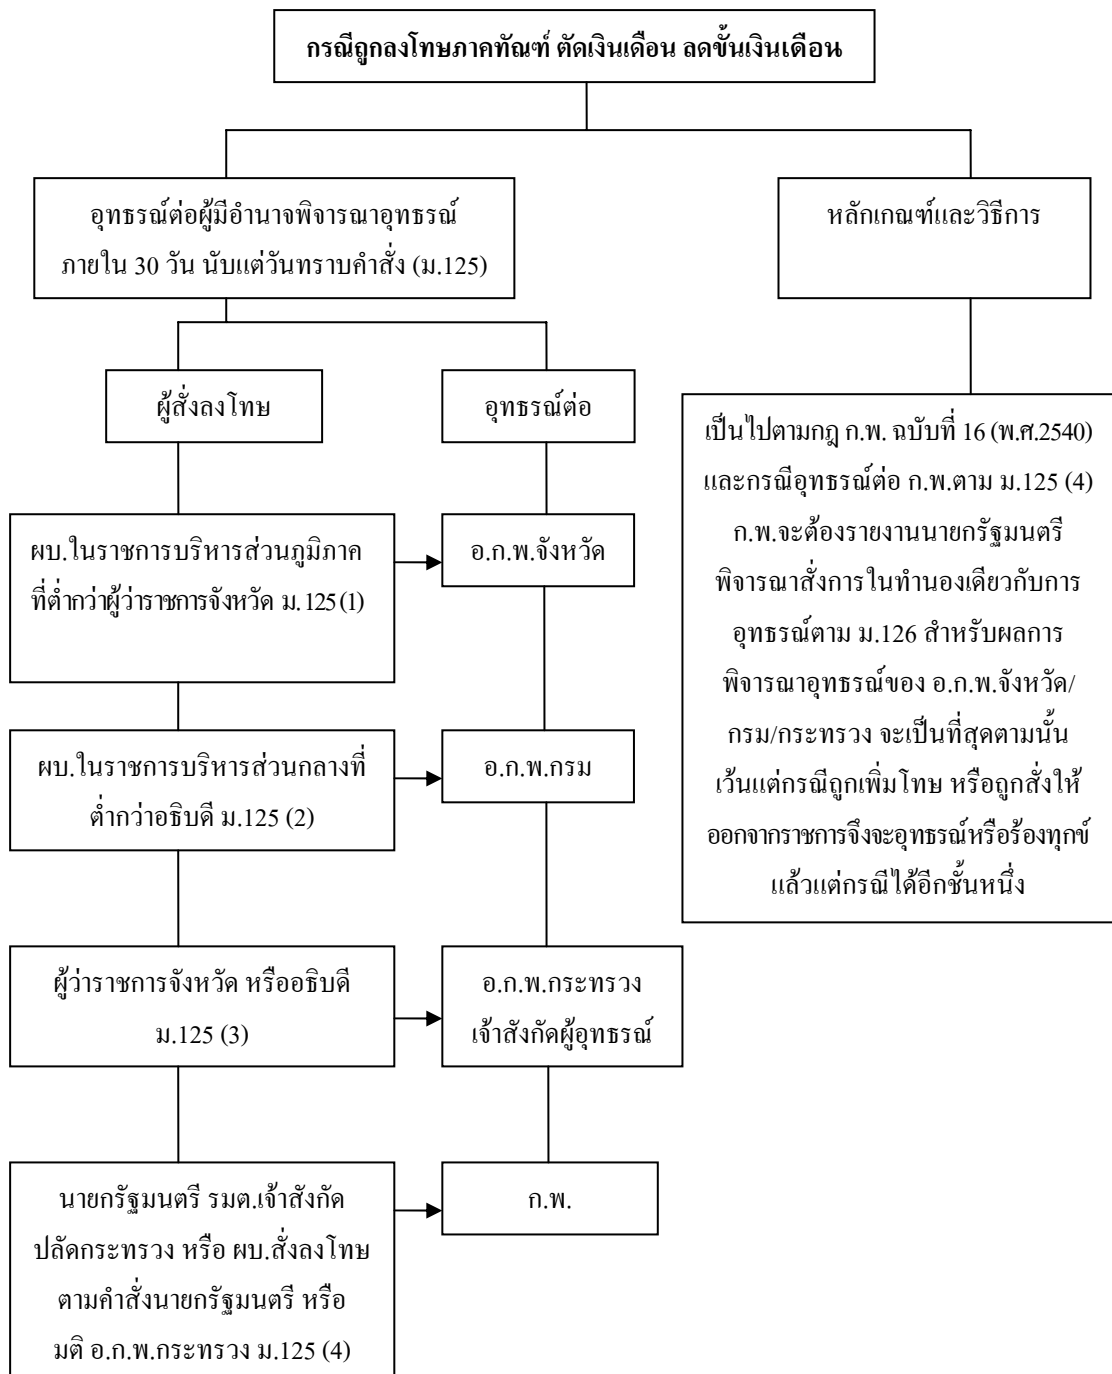 กรณีถูกลงโทษภาคทัณฑ์ ตัดเงินเดือน ลดขั้นเงินเดือน
อุทธรณ์ต่อผู้มีอำนาจพิจารณาอุทธรณ์
ภายใน 30 วัน นับแต่วันทราบคำสั่ง (ม.125)
หลักเกณฑ์และวิธีการ
ผู้สั่งลงโทษ
อุทธรณ์ต่อ
ผบ.ในราชการบริหารส่วนภูมิภาค
ที่ต่ำกว่าผู้ว่าราชการจังหวัด ม.125 (1)
อ.ก.พ.จังหวัด
ผบ.ในราชการบริหารส่วนกลางที่
ต่ำกว่าอธิบดี ม.125 (2)
อ.ก.พ.กรม
ผู้ว่าราชการจังหวัด หรืออธิบดี
ม.125 (3)
อ.ก.พ.กระทรวง
เจ้าสังกัดผู้อุทธรณ์
นายกรัฐมนตรี รมต.เจ้าสังกัด
ปลัดกระทรวง หรือ ผบ.สั่งลงโทษ
ตามคำสั่งนายกรัฐมนตรี หรือ
มติ อ.ก.พ.กระทรวง ม.125 (4)
ก.พ.
เป็นไปตามกฎ ก.พ. ฉบับที่ 16 (พ.ศ.2540)
และกรณีอุทธรณ์ต่อ ก.พ.ตาม ม.125 (4)
ก.พ.จะต้องรายงานนายกรัฐมนตรี
พิจารณาสั่งการในทำนองเดียวกับการ
อุทธรณ์ตาม ม.126 สำหรับผลการ
พิจารณาอุทธรณ์ของ อ.ก.พ.จังหวัด/
กรม/กระทรวง จะเป็นที่สุดตามนั้น
เว้นแต่กรณีถูกเพิ่มโทษ หรือถูกสั่งให้
ออกจากราชการจึงจะอุทธรณ์หรือร้องทุกข์
แล้วแต่กรณีได้อีกชั้นหนึ่ง